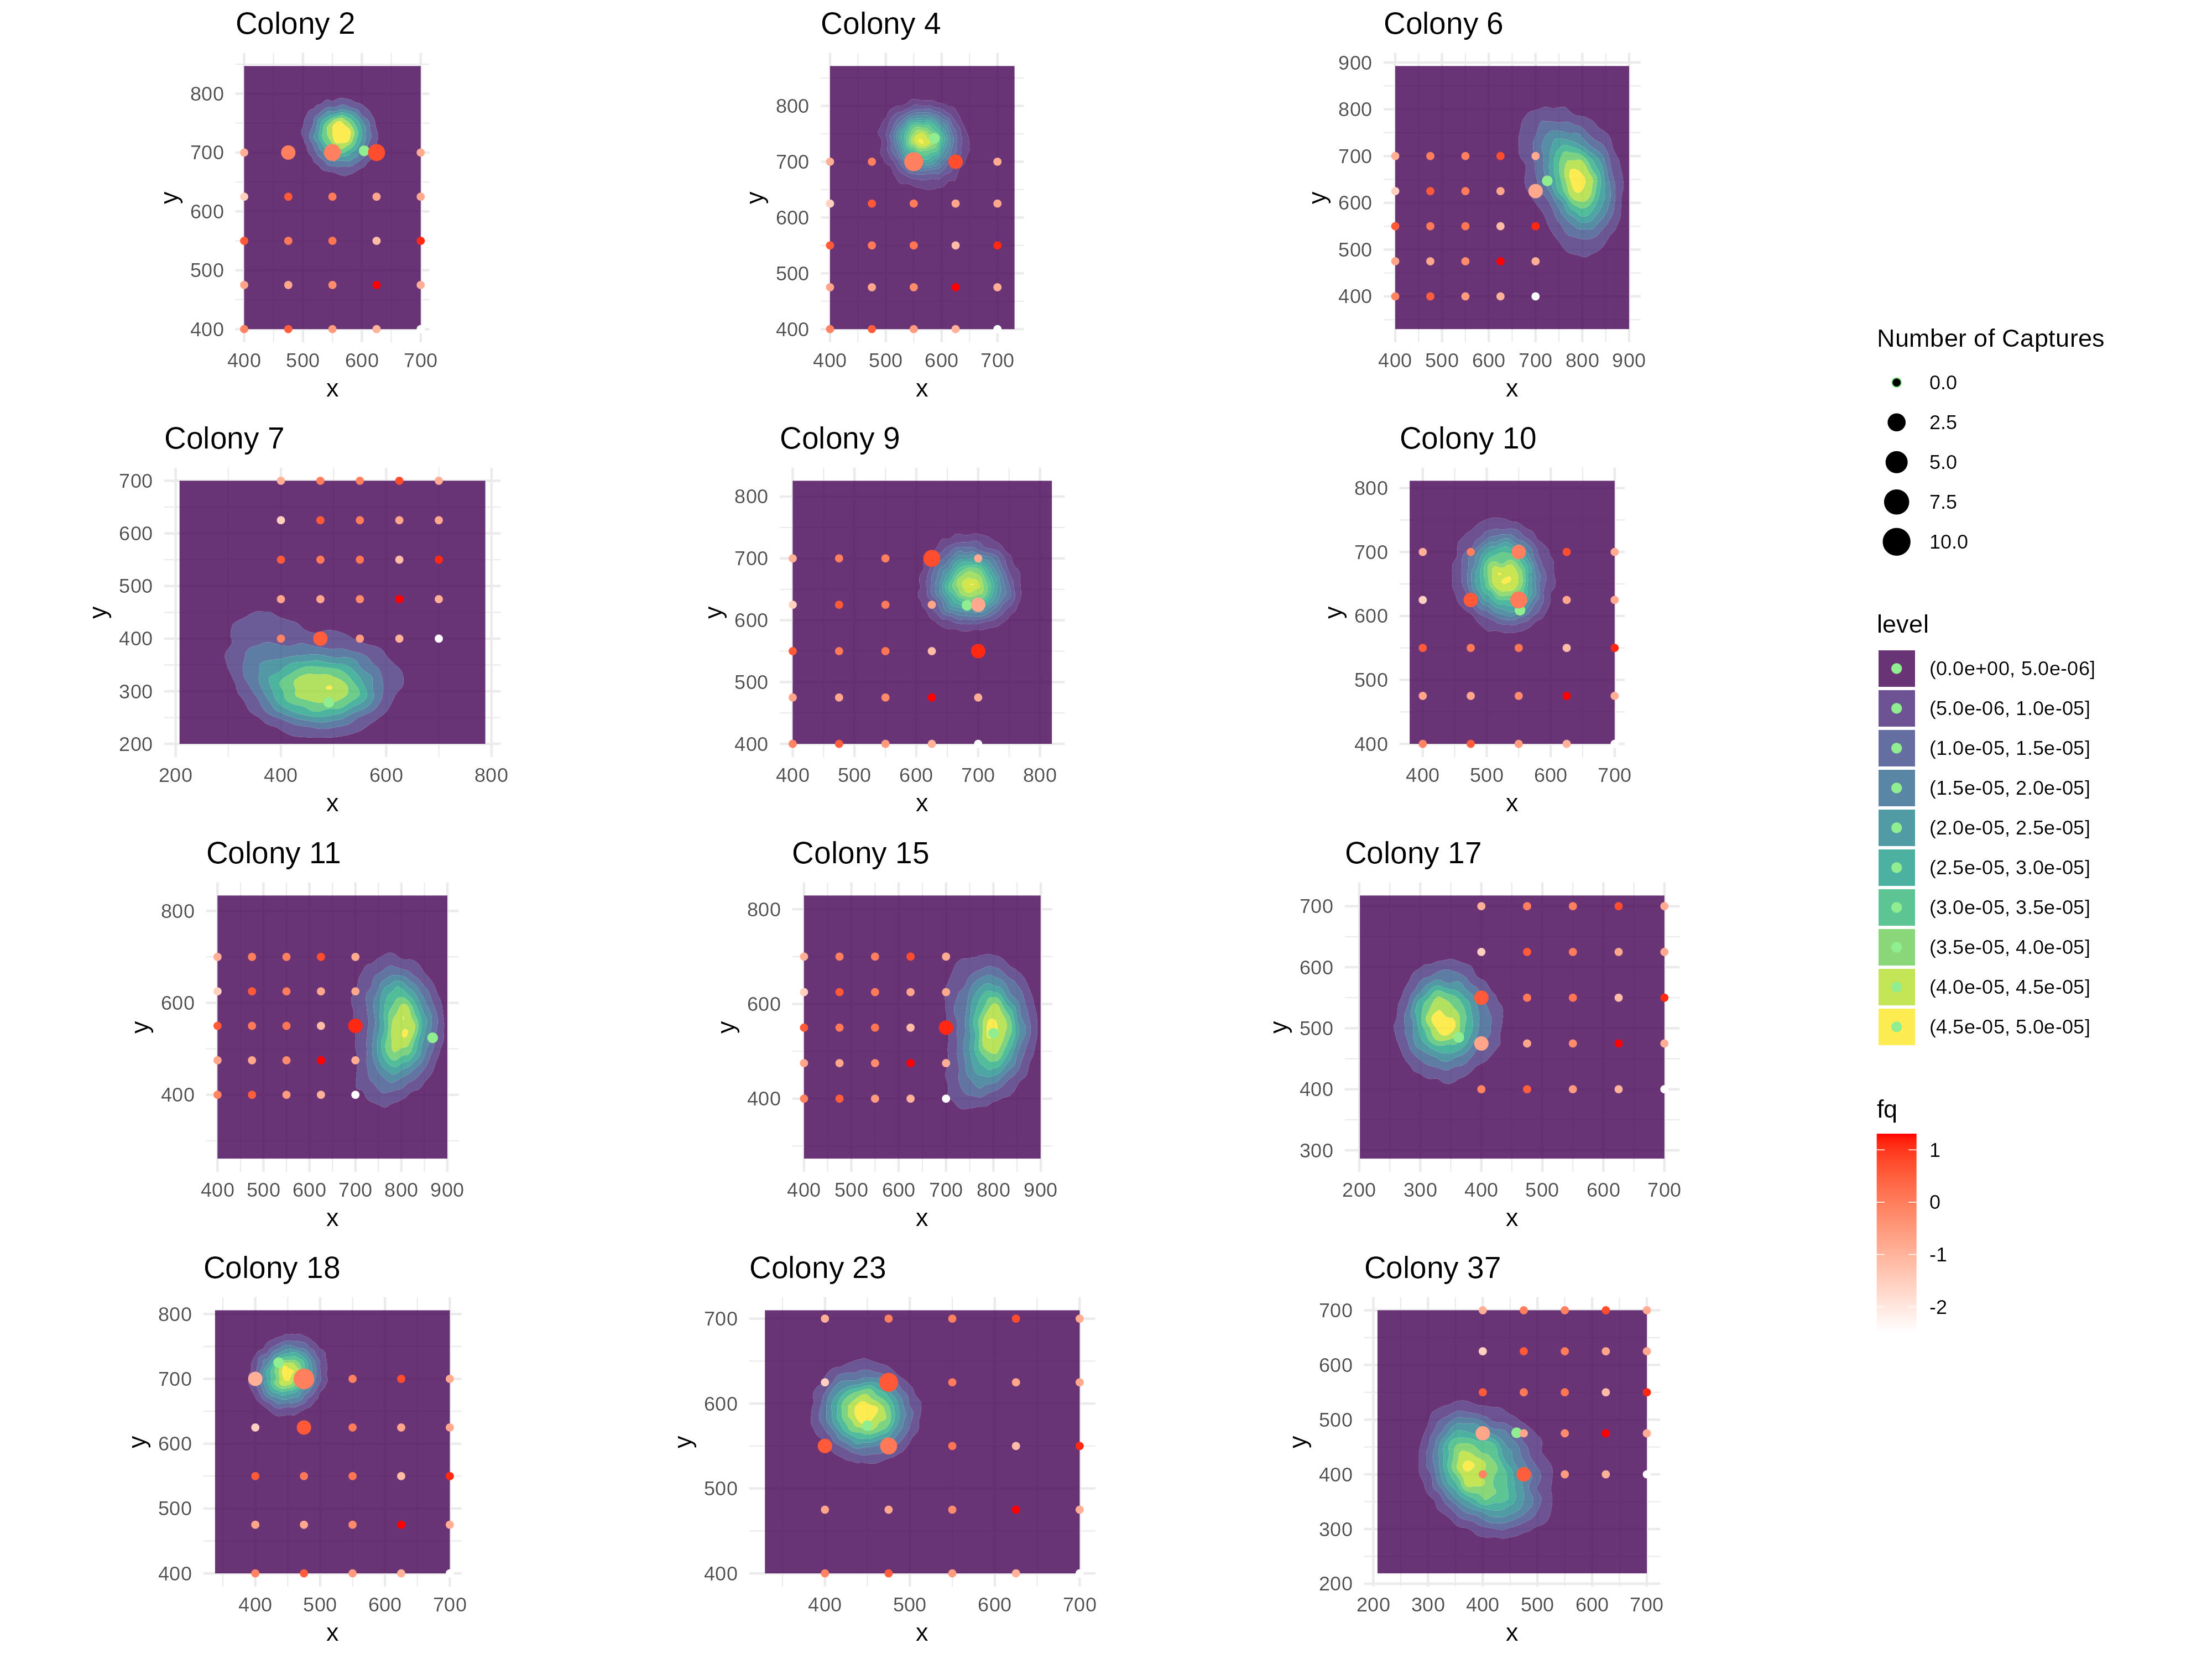 Colony 2
800
700
600
500
400
y
400 500 600 700
x
Colony 4
800
700
600
500
400
y
400 500 600 700
x
Colony 6
900
800
700
600
500
400
y
400 500 600 700 800 900
x
Colony 7
700
600
500
400
300
200
y
200 400 600 800
x
Colony 9
800
700
600
500
400
y
400 500 600 700 800
x
Colony 10
800
700
600
500
400
y
400 500 600 700
x
Colony 11
800
600
400
y
400 500 600 700 800 900
x
Colony 15
800
600
400
y
400 500 600 700 800 900
x
Colony 17
700
600
500
400
300
y
200 300 400 500 600 700
x
Colony 18
800
700
600
500
400
y
400 500 600 700
x
Colony 23
700
600
500
400
y
400 500 600 700
x
Colony 37
700
600
500
400
300
200
y
200 300 400 500 600 700
x
Number of Captures
0.0
2.5
5.0
7.5
10.0
level
(0.0e+00, 5.0e-06]
(5.0e-06, 1.0e-05]
(1.0e-05, 1.5e-05]
(1.5e-05, 2.0e-05]
(2.0e-05, 2.5e-05]
(2.5e-05, 3.0e-05]
(3.0e-05, 3.5e-05]
(3.5e-05, 4.0e-05]
(4.0e-05, 4.5e-05]
(4.5e-05, 5.0e-05]
fq
1
0
-1
-2